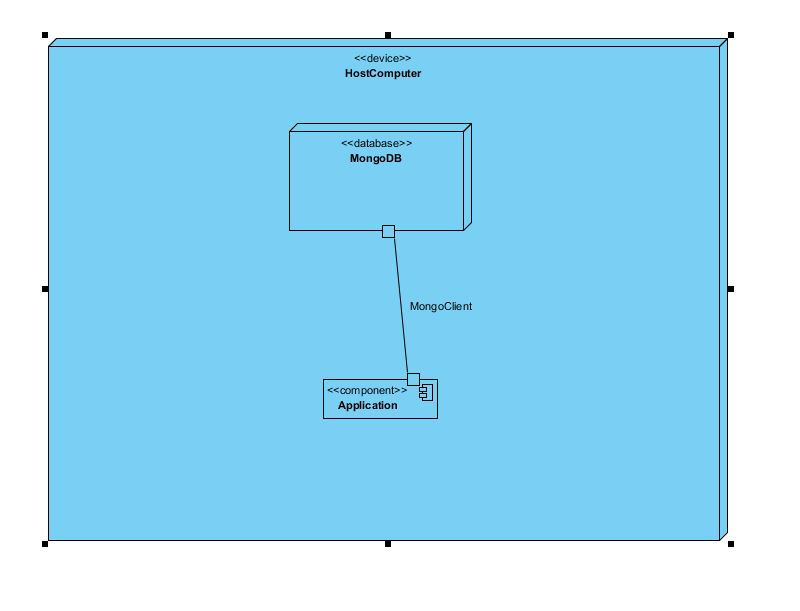 <<device>>
HostComputer
<<database>>
MongoDB
MongoClient
<<component>>
Application